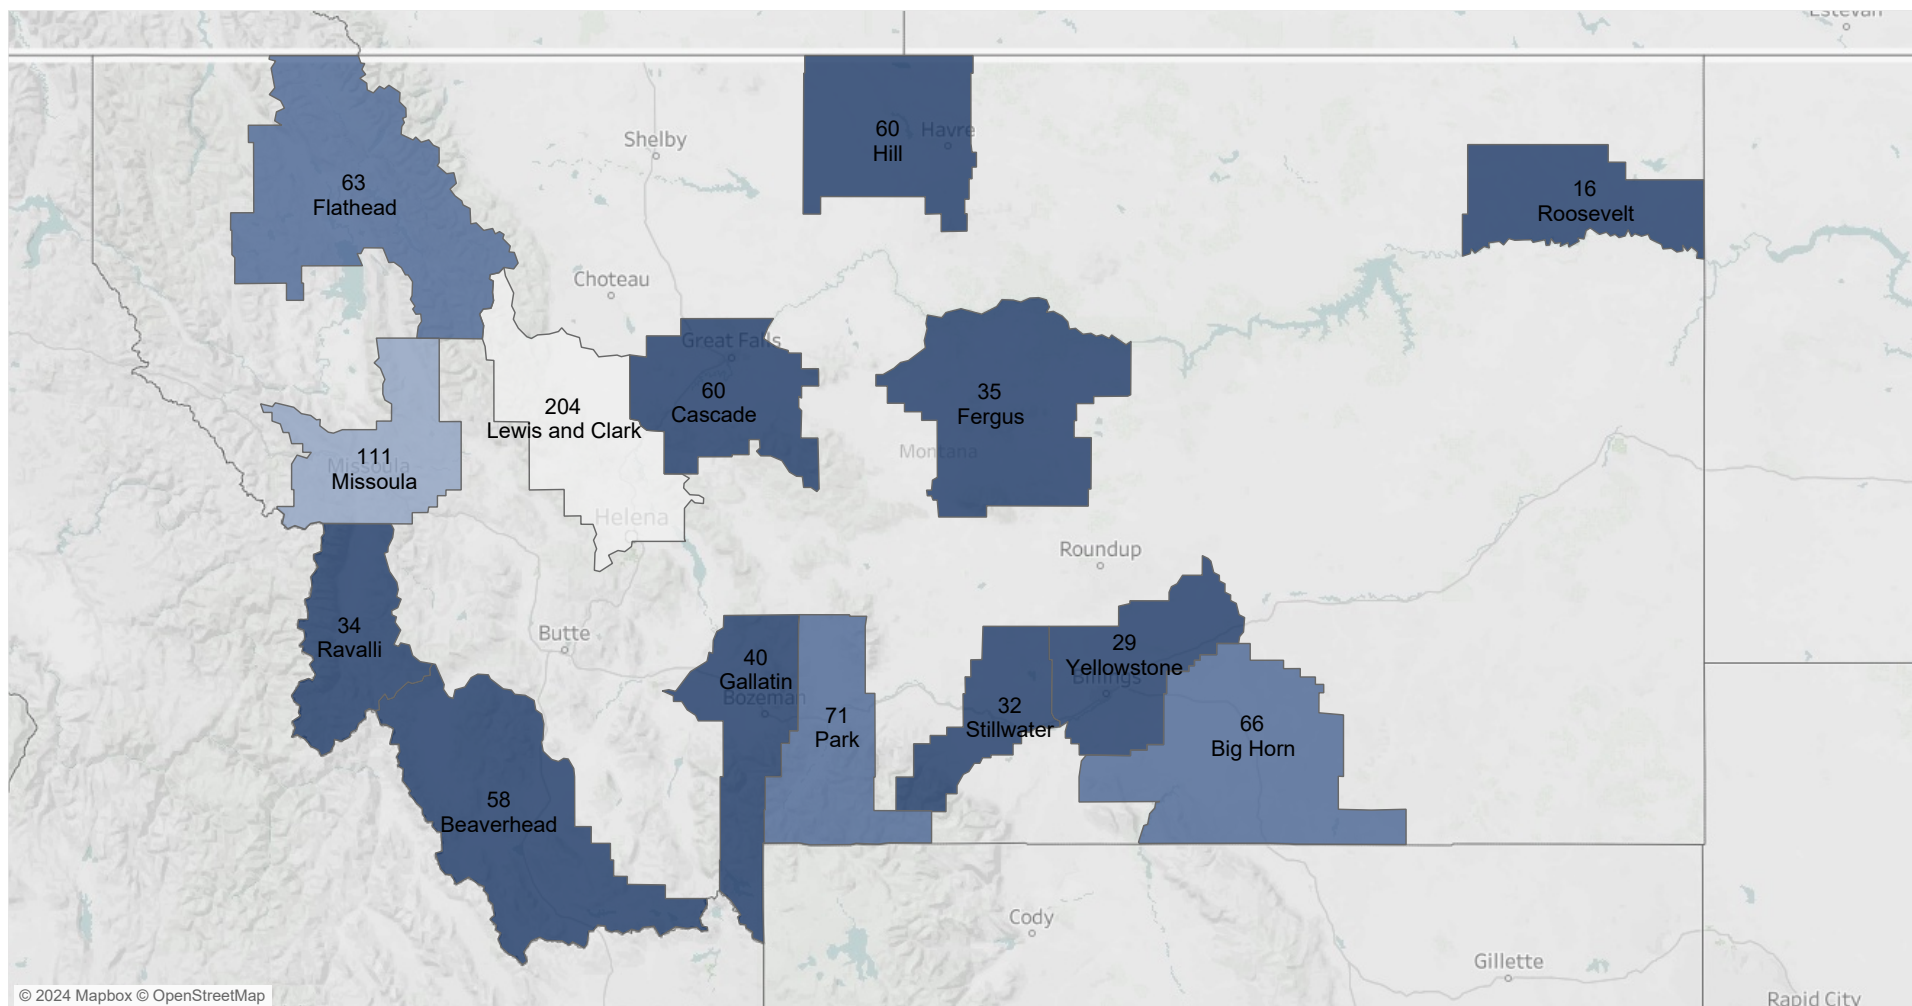 Estevan
60
Havre
Hill
Shelby
63
Flathead
16
Roosevelt
Choteau
Great Falls
60
Cascade
35
Fergus
204
Lewis and Clark
Montana
111
Missoula
Missoula
Helena
Roundup
34
Ravalli
Butte
40
Gallatin
Bozeman
29
Yellowstone
Billings
71
Park
32
Stillwater
66
Big Horn
58
Beaverhead
Cody
Gillette
Rapid City
© 2024 Mapbox © OpenStreetMap